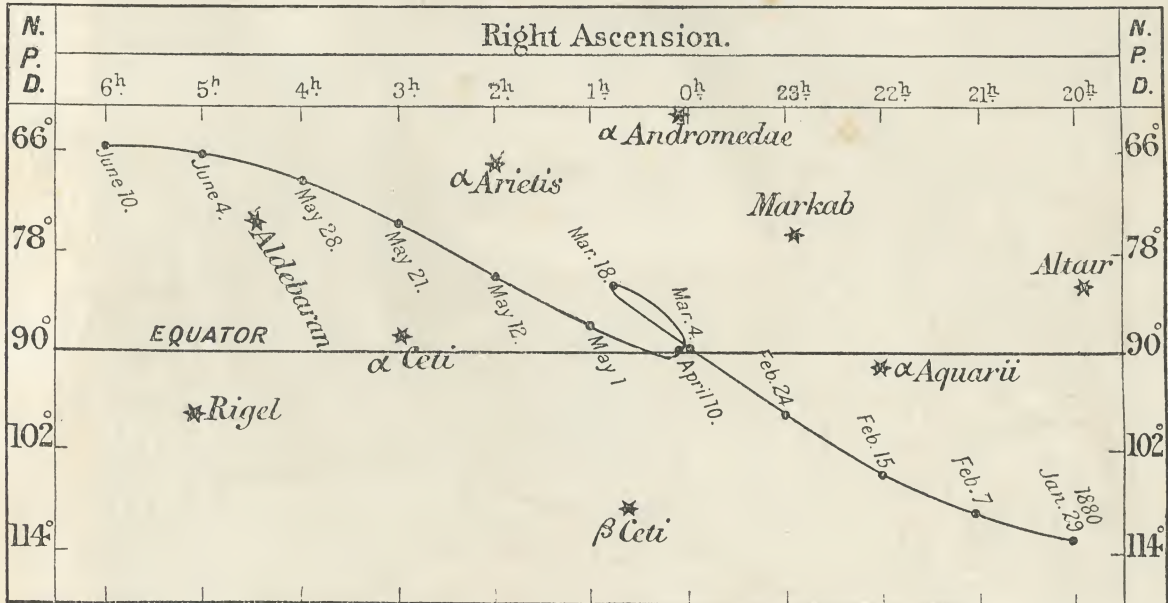 N. P. D.
Right Ascension.
N. P. D.
6h 5h 4h 3h 2h 1h 0h 23h 22h 21h 20h
66°
α Andromedae
66°
α Arietis
June 10.
June 4.
May 28.
Aldebaran
Markab
78°
May 21.
Mar. 18.
78°
Altair
May 12.
Mar. 4.
90°
EQUATOR
α Ceti
May 1
April 10.
Feb. 24
α Aquarii
90°
Rigel
102°
Feb. 15
102°
Feb. 7
1880
Jan. 29
β Ceti
114°
114°